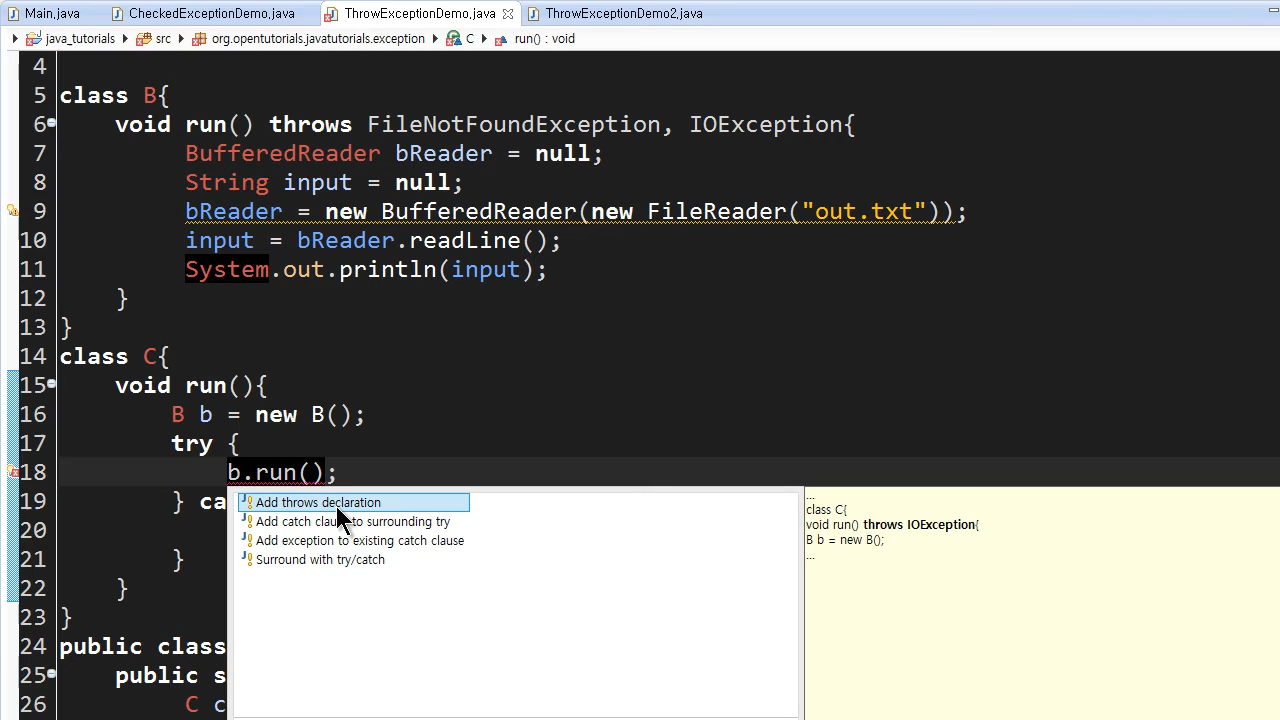 Main.java CheckedExceptionDemo.java ThrowExceptionDemo.java ThrowExceptionDemo2.java
java_tutorials src org.opentutorials.javatutorials.exception C run() : void
4
5 class B{
6 void run() throws FileNotFoundException, IOException{
7 BufferedReader bReader = null;
8 String input = null;
9 bReader = new BufferedReader(new FileReader("out.txt"));
10 input = bReader.readLine();
11 System.out.println(input);
12 }
13 }
14 class C{
15 void run(){
16 B b = new B();
17 try {
18 b.run();
19 } ca
20
21 }
22 }
23 }
24 public class
25 public s
26 C c
Add throws declaration
Add catch clause to surrounding try
Add exception to existing catch clause
Surround with try/catch
...
class C{
void run() throws IOException{
B b = new B();
...